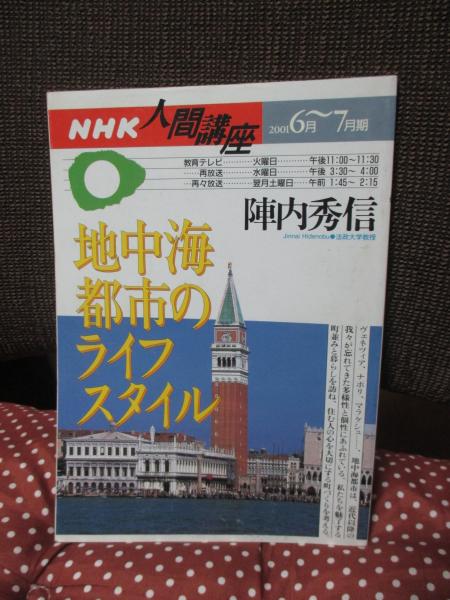 NHK 人間講座 2001 6月〜7月期
教育テレビ………火曜日…………午後11:00〜11:30
……再放送………水曜日…………午後 3:30〜 4:00
…再々放送………翌月土曜日……午前 1:45〜 2:15
陣内秀信
Jinnai Hidenobu●法政大学教授
地中海
都市の
ライフ
スタイル
ヴェネツィア、ナポリ、マラケシュ──地中海都市は、近代以降の
我々が忘れてきた多様性と個性にあふれている。私たちを魅了する
町並みと暮らしを訪ね、住む人の心を大切にする町づくりを考える。